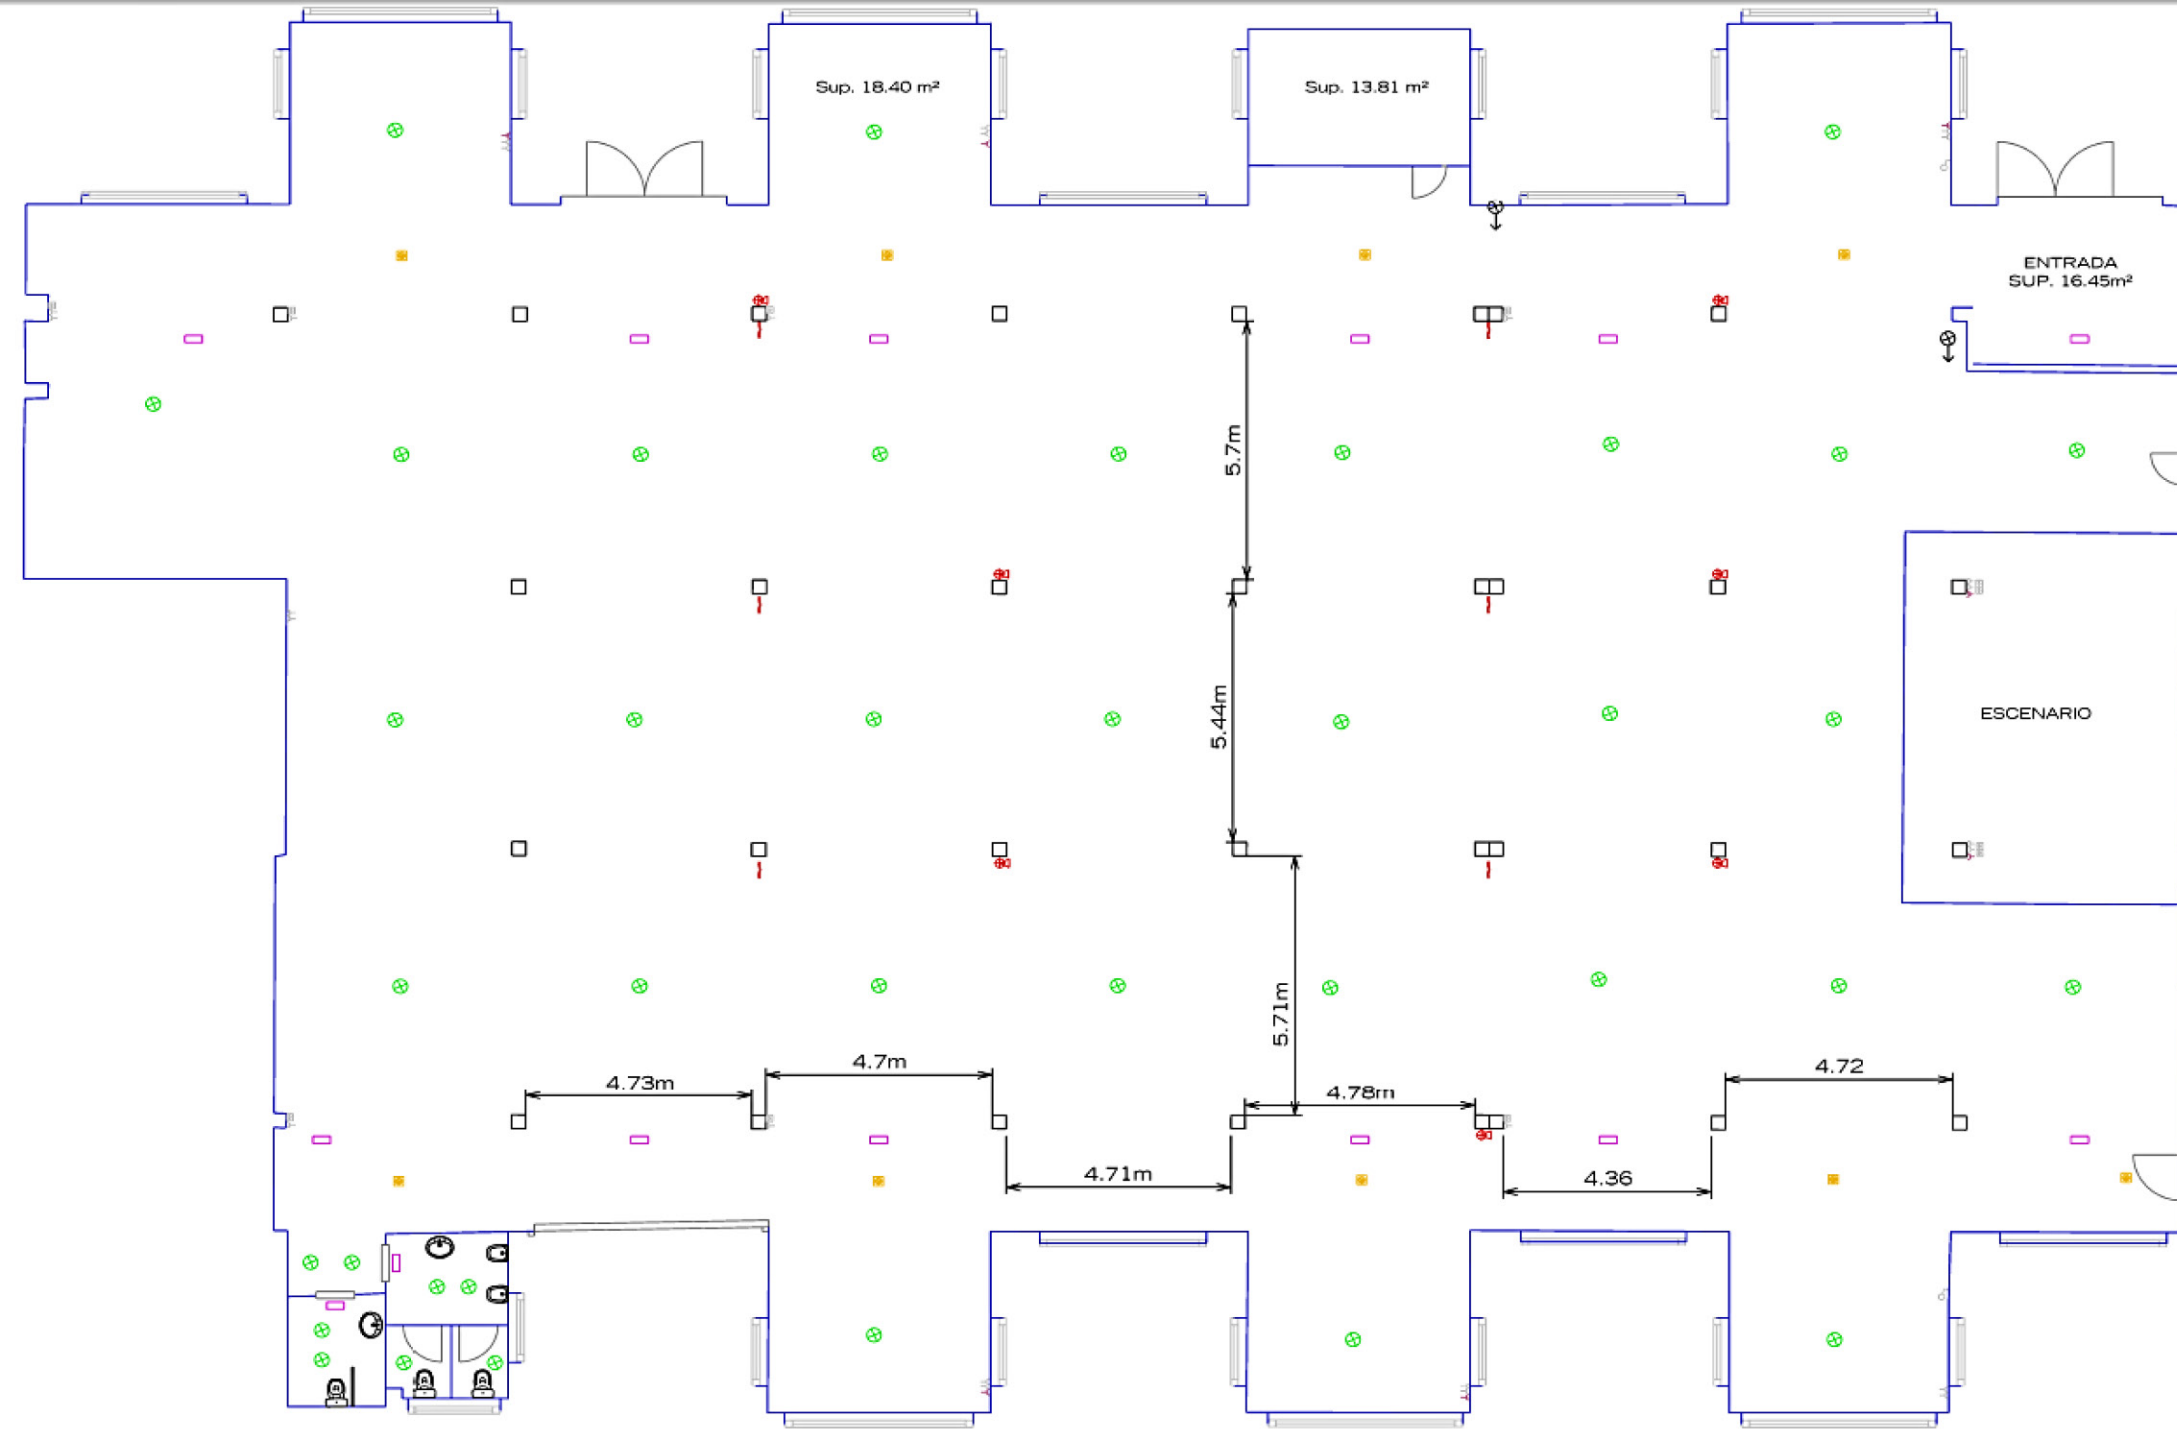 Sup. 18.40 m²
Sup. 13.81 m²
ENTRADA
SUP. 16.45m²
5.7m
5.44m
ESCENARIO
5.71m
4.73m
4.7m
4.78m
4.72
4.71m
4.36